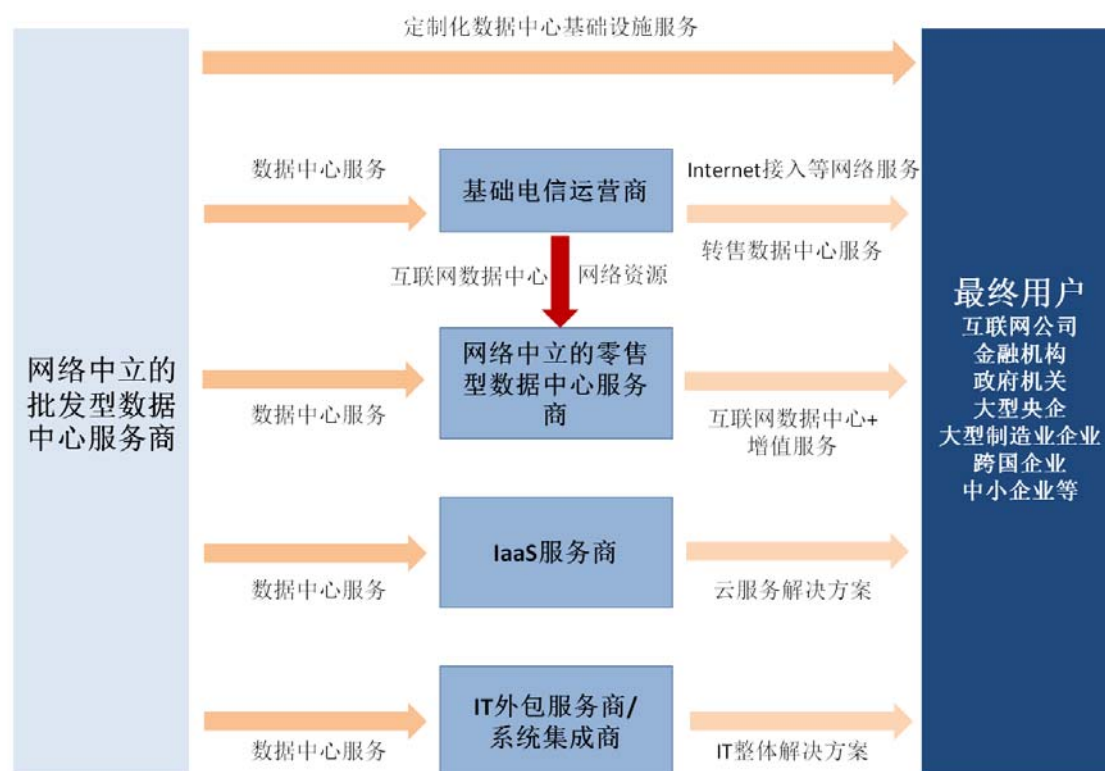 定制化数据中心基础设施服务
数据中心服务
基础电信运营商
Internet接入等网络服务
转售数据中心服务
互联网数据中心
网络资源
网络中立的
批发型数据
中心服务商
数据中心服务
网络中立的零售
型数据中心服务
商
互联网数据中心+
增值服务
最终用户
互联网公司
金融机构
政府机关
大型央企
大型制造业企业
跨国企业
中小企业等
数据中心服务
IaaS服务商
云服务解决方案
数据中心服务
IT外包服务商/
系统集成商
IT整体解决方案